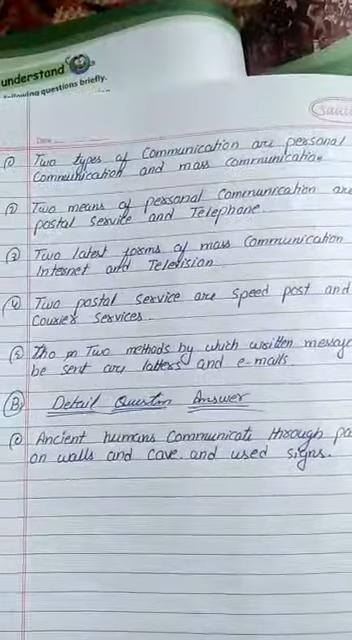 understand
following questions briefly.
Date
① Two types of Communication are personal
Communication and mass communication
② Two means of personal Communication are
postal service and Telephone
③ Two latest forms of mass Communication
Internet and Television
④ Two postal service are speed post and
Courier Services.
⑤ Two methods by which written message
be sent are latters and e-mails
Ⓑ Detail Question Answer
① Ancient humans Communicate through pa
on walls and cave. and used signs.